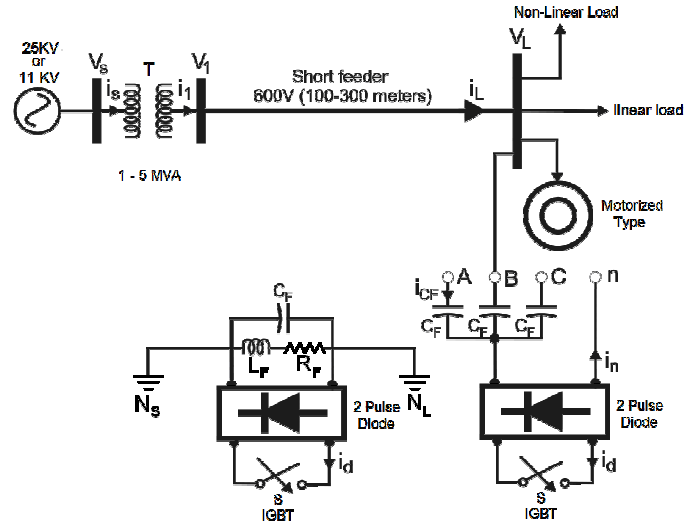 Non-Linear Load
25KV
or
11 KV
Vs
T
V1
VL
is
i1
Short feeder
600V (100-300 meters)
iL
linear load
1 - 5 MVA
Motorized
Type
A
B
C
n
iCF
CF
CF
CF
CF
LF
RF
in
NS
NL
2 Pulse
Diode
2 Pulse
Diode
id
id
S
IGBT
S
IGBT